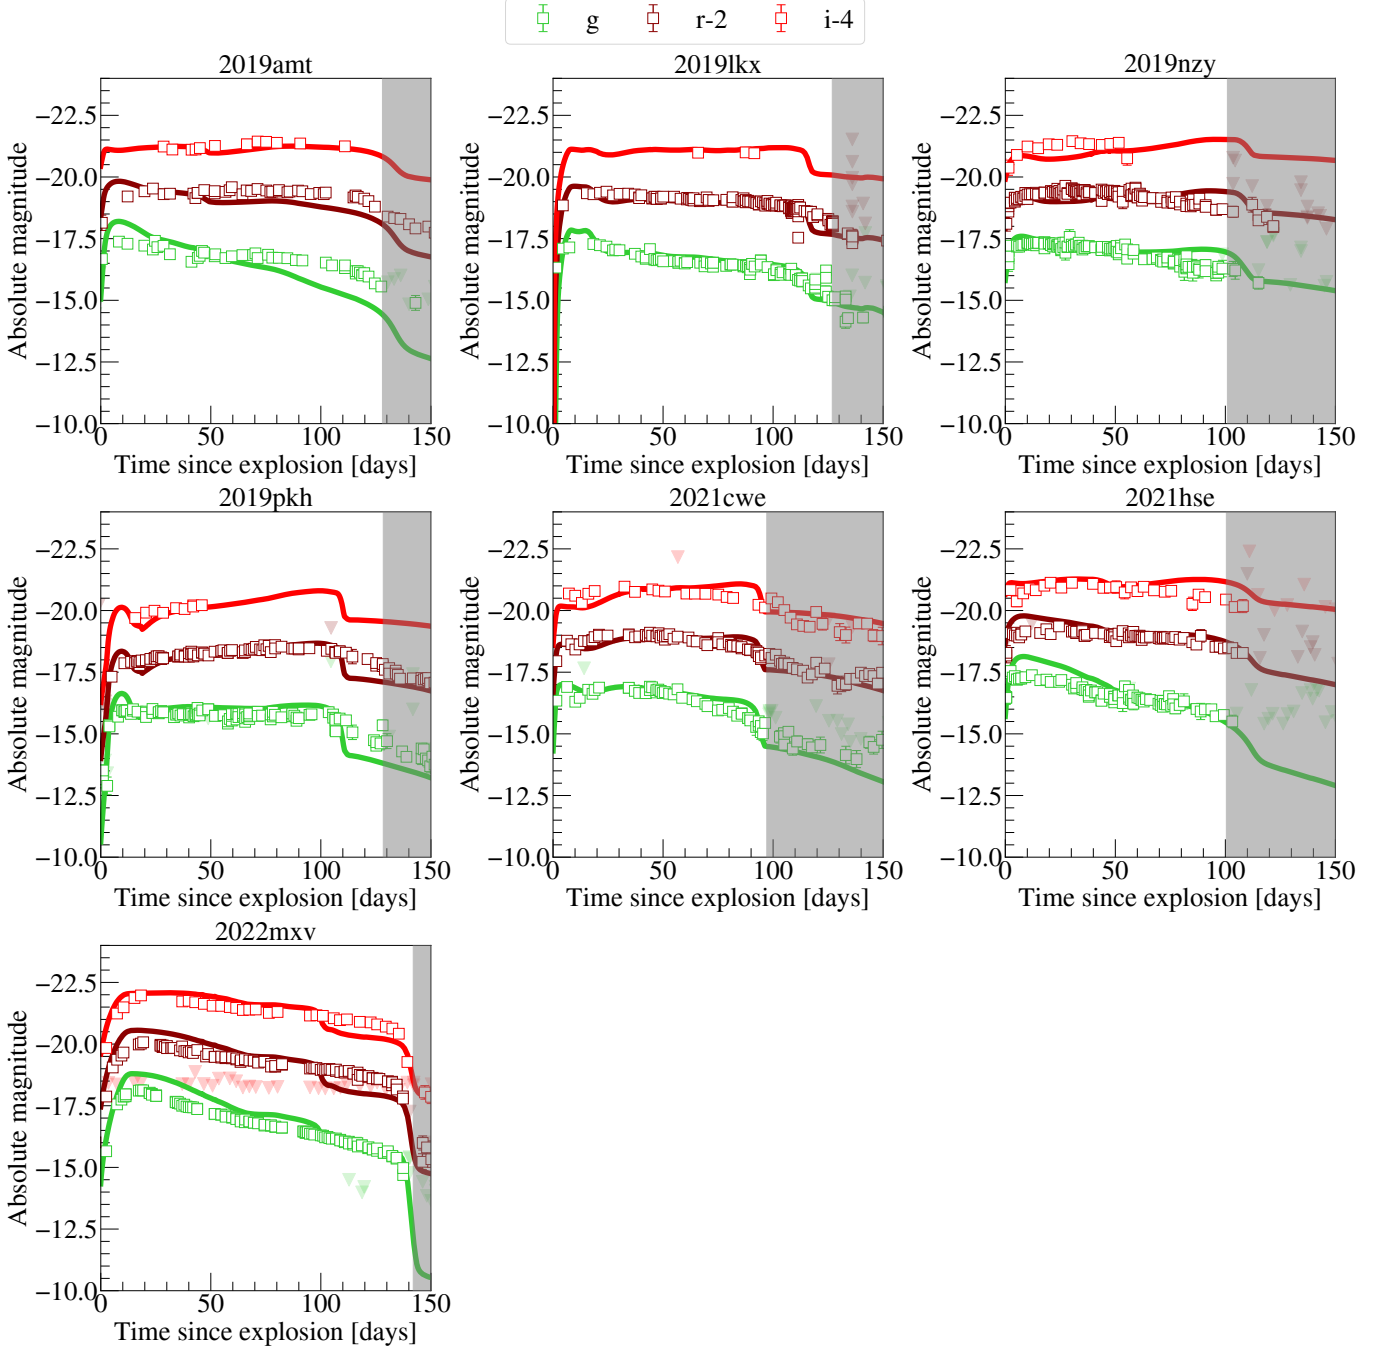 g r-2 i-4
2019amt 2019lkx 2019nzy
Absolute magnitude Absolute magnitude Absolute magnitude
−22.5 −22.5 −22.5
−20.0 −20.0 −20.0
−17.5 −17.5 −17.5
−15.0 −15.0 −15.0
−12.5 −12.5 −12.5
−10.0 −10.0 −10.0
0 50 100 150 0 50 100 150 0 50 100 150
Time since explosion [days] Time since explosion [days] Time since explosion [days]
2019pkh 2021cwe 2021hse
Absolute magnitude Absolute magnitude Absolute magnitude
−22.5 −22.5 −22.5
−20.0 −20.0 −20.0
−17.5 −17.5 −17.5
−15.0 −15.0 −15.0
−12.5 −12.5 −12.5
−10.0 −10.0 −10.0
0 50 100 150 0 50 100 150 0 50 100 150
Time since explosion [days] Time since explosion [days] Time since explosion [days]
2022mxv
Absolute magnitude
−22.5
−20.0
−17.5
−15.0
−12.5
−10.0
0 50 100 150
Time since explosion [days]